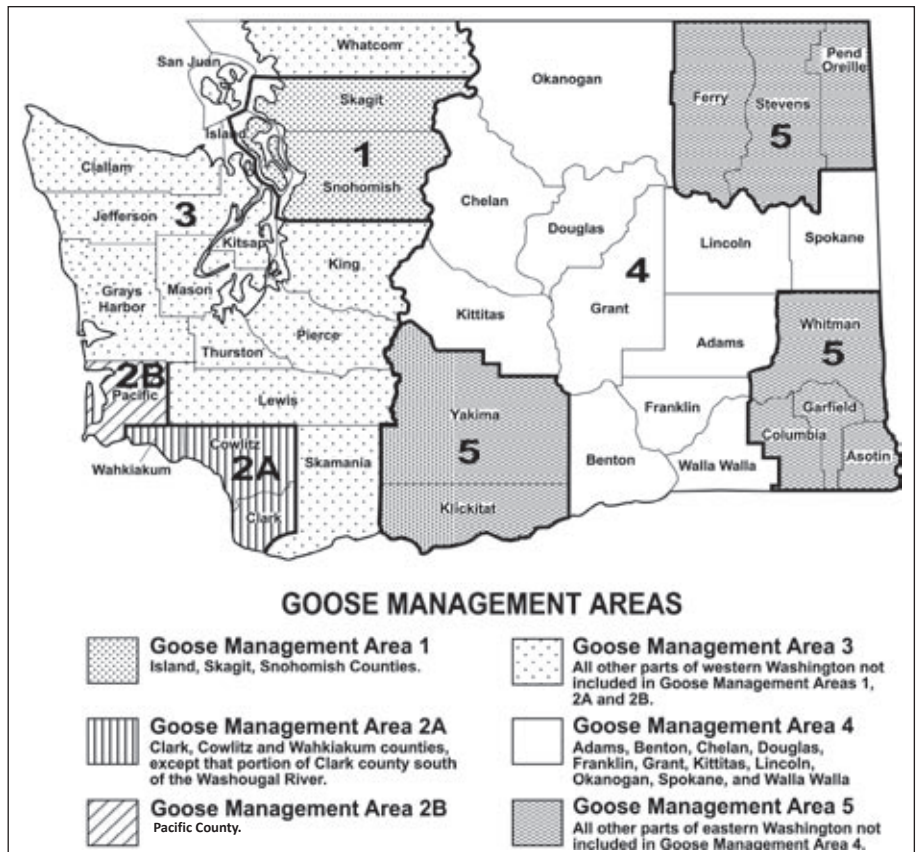 Whatcom
San Juan
Okanogan
Pend
Oreille
Skagit
Ferry
Stevens
Island
1
5
Clallam
Snohomish
Chelan
Jefferson
3
Douglas
Kitsap
Lincoln
Spokane
King
4
Mason
Grays
Harbor
Kittitas
Grant
Whitman
Pierce
Adams
5
Thurston
2B
Pacific
Lewis
Yakima
Franklin
Garfield
Columbia
Cowlitz
2A
Skamania
5
Benton
Walla Walla
Asotin
Wahkiakum
Clark
Klickitat
GOOSE MANAGEMENT AREAS
Goose Management Area 1
Island, Skagit, Snohomish Counties.
Goose Management Area 2A
Clark, Cowlitz and Wahkiakum counties,
except that portion of Clark county south
of the Washougal River.
Goose Management Area 2B
Pacific County.
Goose Management Area 3
All other parts of western Washington not
included in Goose Management Areas 1,
2A and 2B.
Goose Management Area 4
Adams, Benton, Chelan, Douglas,
Franklin, Grant, Kittitas, Lincoln,
Okanogan, Spokane, and Walla Walla
Goose Management Area 5
All other parts of eastern Washington not
included in Goose Management Area 4.